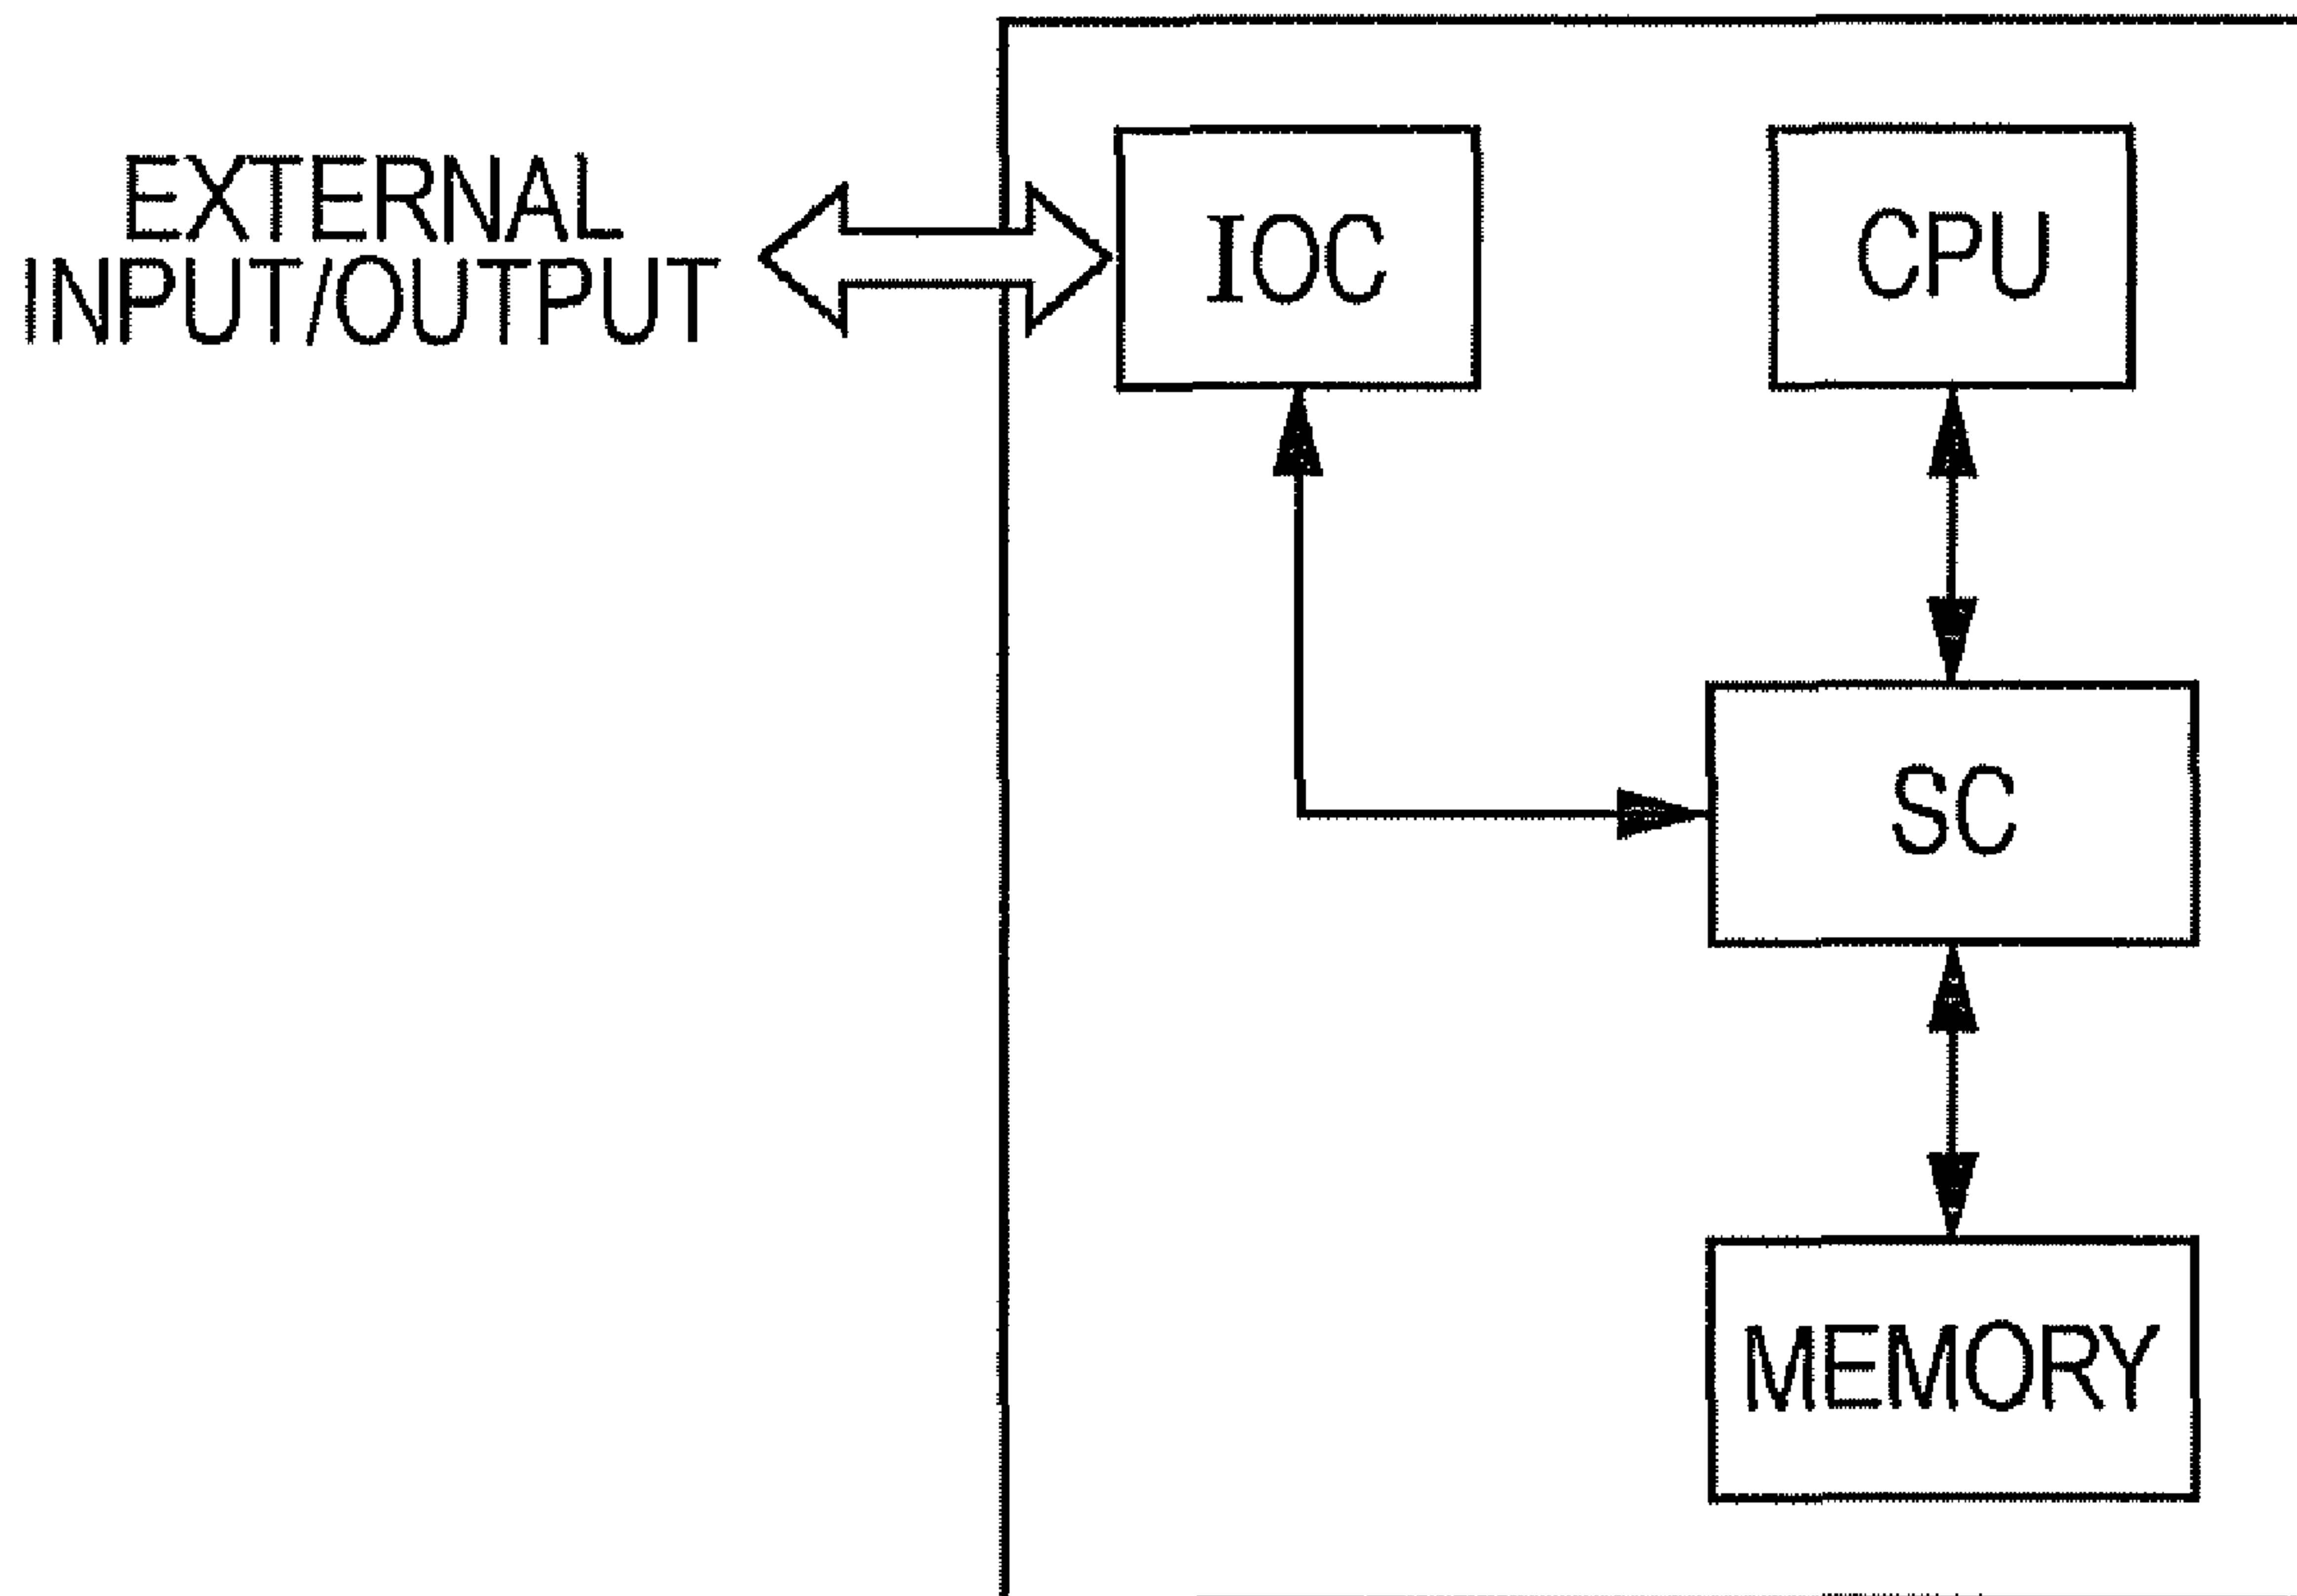 EXTERNAL
INPUT/OUTPUT
IOC
CPU
SC
MEMORY